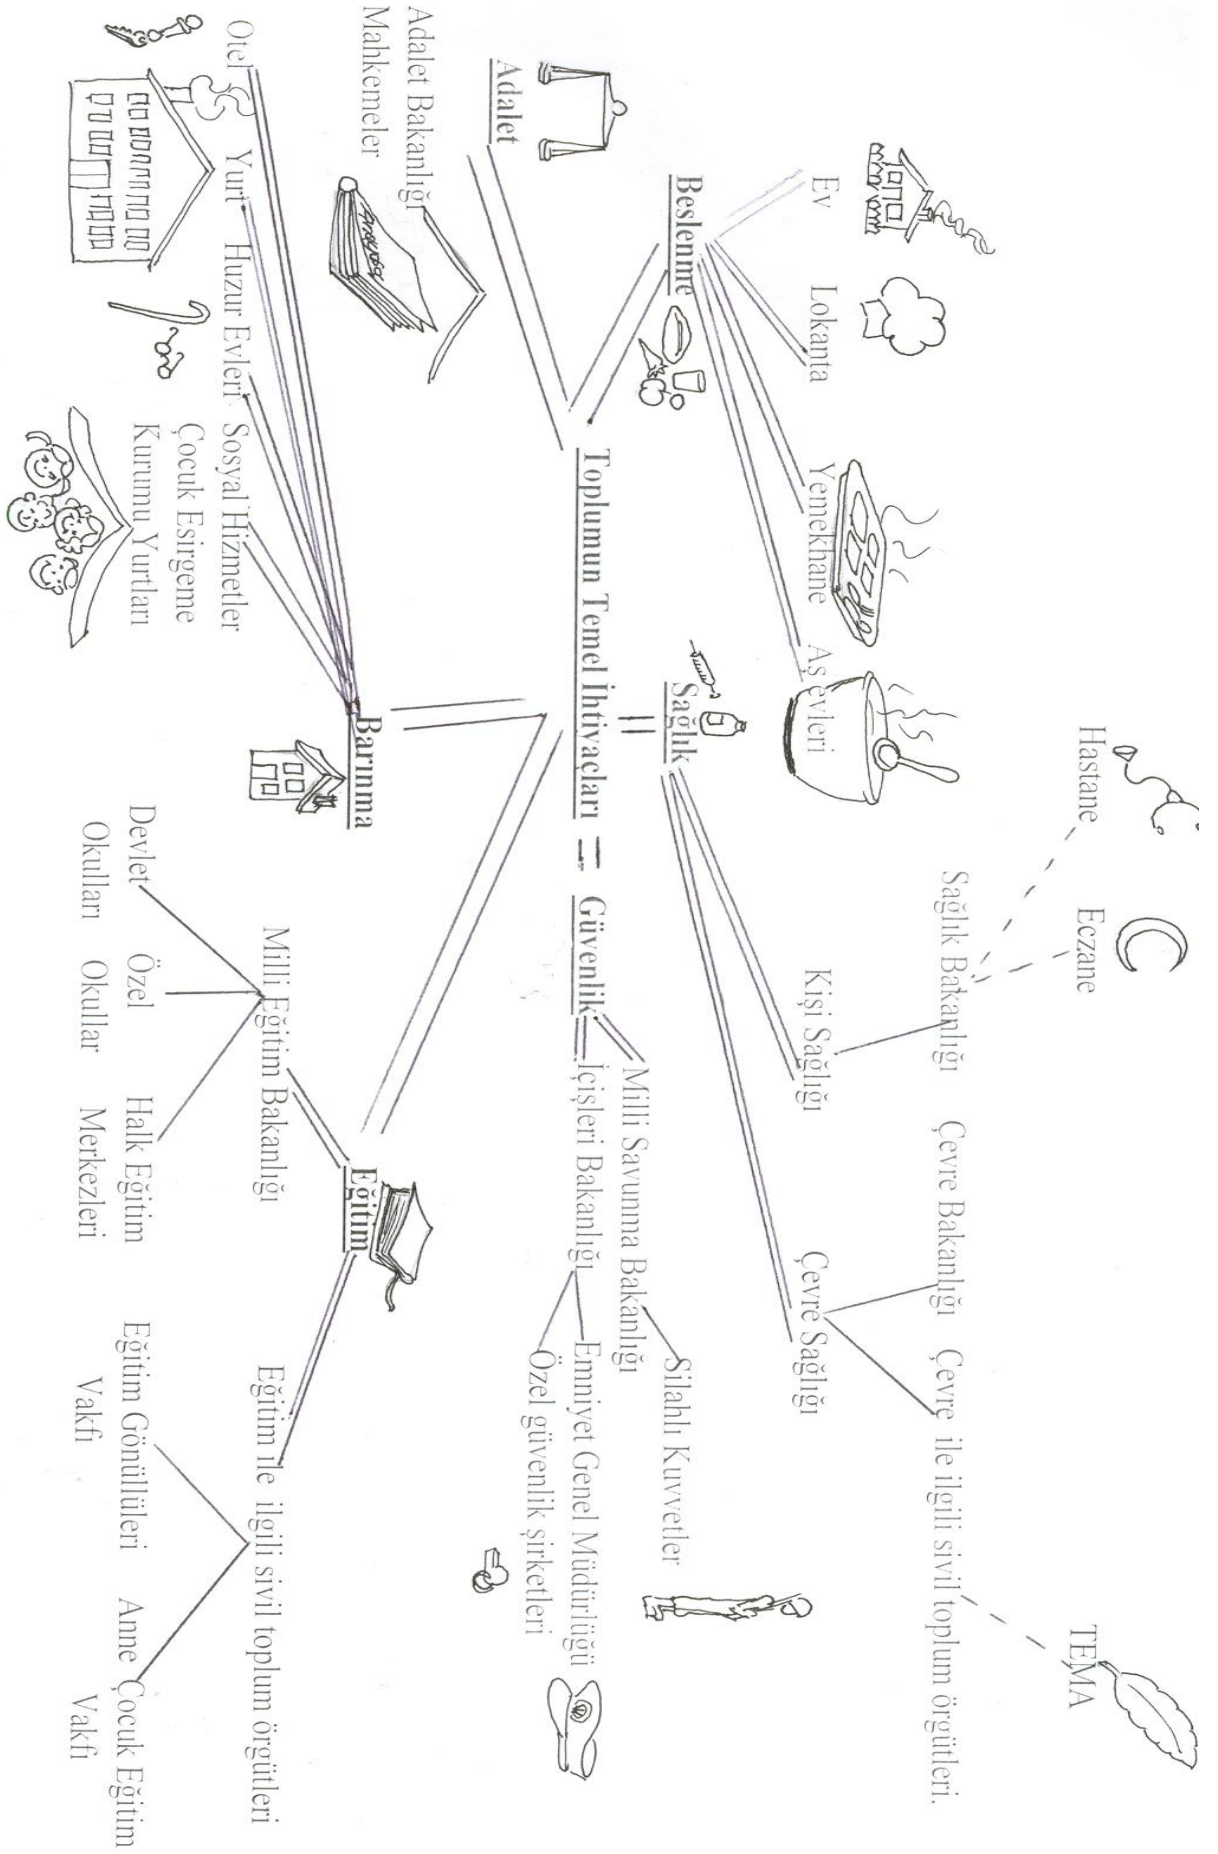 Hastane
Eczane
TEMA
Sağlık Bakanlığı
Çevre Bakanlığı
Çevre ile ilgili sivil toplum örgütleri.
Ev
Lokanta
Yemekhane
Aş evleri
Kişi Sağlığı
Çevre Sağlığı
Beslenme
Sağlık
Silahlı Kuvvetler
Milli Savunma Bakanlığı
Toplumun Temel İhtiyaçları
=
Güvenlik
İçişleri Bakanlığı
Emniyet Genel Müdürlüğü
Özel güvenlik şirketleri
Adalet
Adalet Bakanlığı
Mahkemeler
Anayasa
Barınma
Eğitim
Otel
Yurt
Huzur Evleri
Sosyal Hizmetler
Çocuk Esirgeme
Kurumu Yurtları
Milli Eğitim Bakanlığı
Eğitim ile ilgili sivil toplum örgütleri
Devlet
Okulları
Özel
Okullar
Halk Eğitim
Merkezleri
Eğitim Gönüllüleri
Vakfı
Anne Çocuk Eğitim
Vakfı